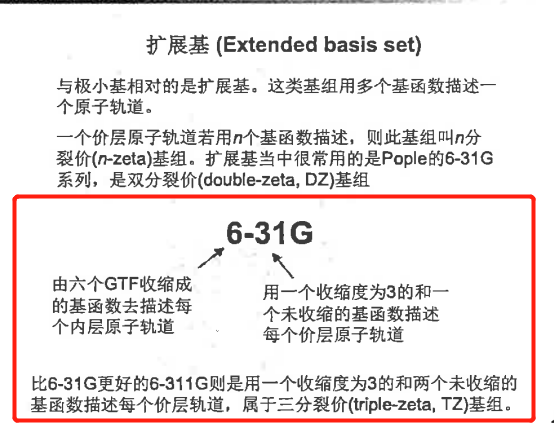 扩展基 (Extended basis set)
与极小基相对的是扩展基。这类基组用多个基函数描述一
个原子轨道。
一个价层原子轨道若用n个基函数描述，则此基组叫n分
裂价(n-zeta)基组。扩展基当中很常用的是Pople的6-31G
系列，是双分裂价(double-zeta, DZ)基组
6-31G
由六个GTF收缩成
的基函数去描述每
个内层原子轨道
用一个收缩度为3的和一
个未收缩的基函数描述
每个价层原子轨道
比6-31G更好的6-311G则是用一个收缩度为3的和两个未收缩的
基函数描述每个价层轨道，属于三分裂价(triple-zeta, TZ)基组。